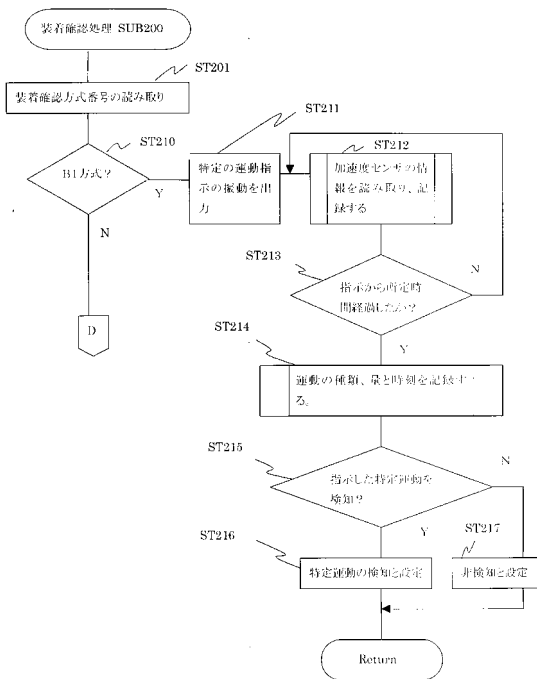 装着確認処理 SUB200
ST201
装着確認方式番号の読み取り
ST210
B1方式？
Y
N
D
ST211
特定の運動指
示の振動を出
力
ST212
加速度センサの情
報を読み取り、記
録する
ST213
指示から所定時
間経過したか？
N
Y
ST214
運動の種類、量と時刻を記録す
る。
ST215
指示した特定運動を
検知？
N
Y
ST216
特定運動の検知と設定
ST217
非検知と設定
Return